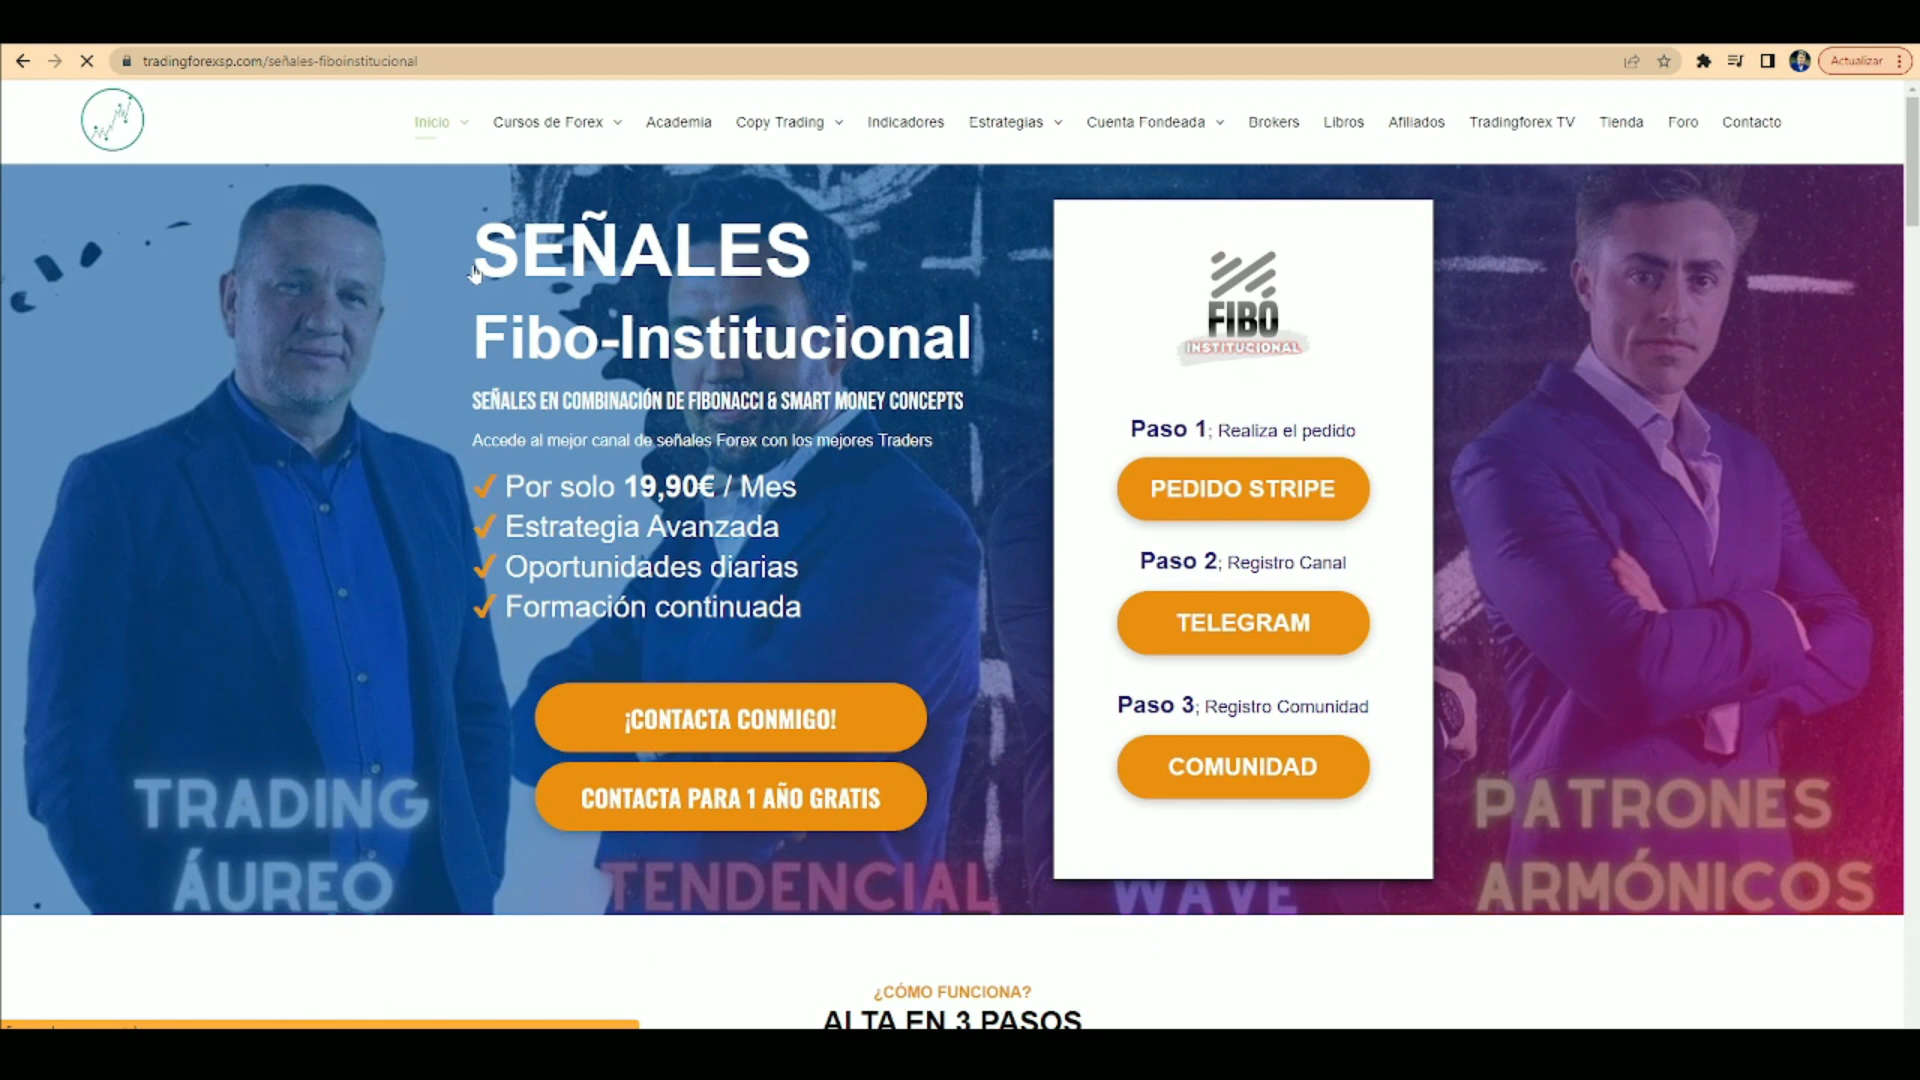 tradingforexsp.com/señales-fiboinstitucional
Actualizar
Inicio Cursos de Forex Academia Copy Trading Indicadores Estrategias Cuenta Fondeada Brokers Libros Afiliados Tradingforex TV Tienda Foro Contacto
SEÑALES
Fibo-Institucional
SEÑALES EN COMBINACIÓN DE FIBONACCI & SMART MONEY CONCEPTS
Accede al mejor canal de señales Forex con los mejores Traders
Por solo 19,90€ / Mes
Estrategia Avanzada
Oportunidades diarias
Formación continuada
¡CONTACTA CONMIGO!
CONTACTA PARA 1 AÑO GRATIS
FIBO
INSTITUCIONAL
Paso 1; Realiza el pedido
PEDIDO STRIPE
Paso 2; Registro Canal
TELEGRAM
Paso 3; Registro Comunidad
COMUNIDAD
TRADING
ÁUREO
TENDENCIAL
WAVE
PATRONES
ARMÓNICOS
¿CÓMO FUNCIONA?
ALTA EN 3 PASOS